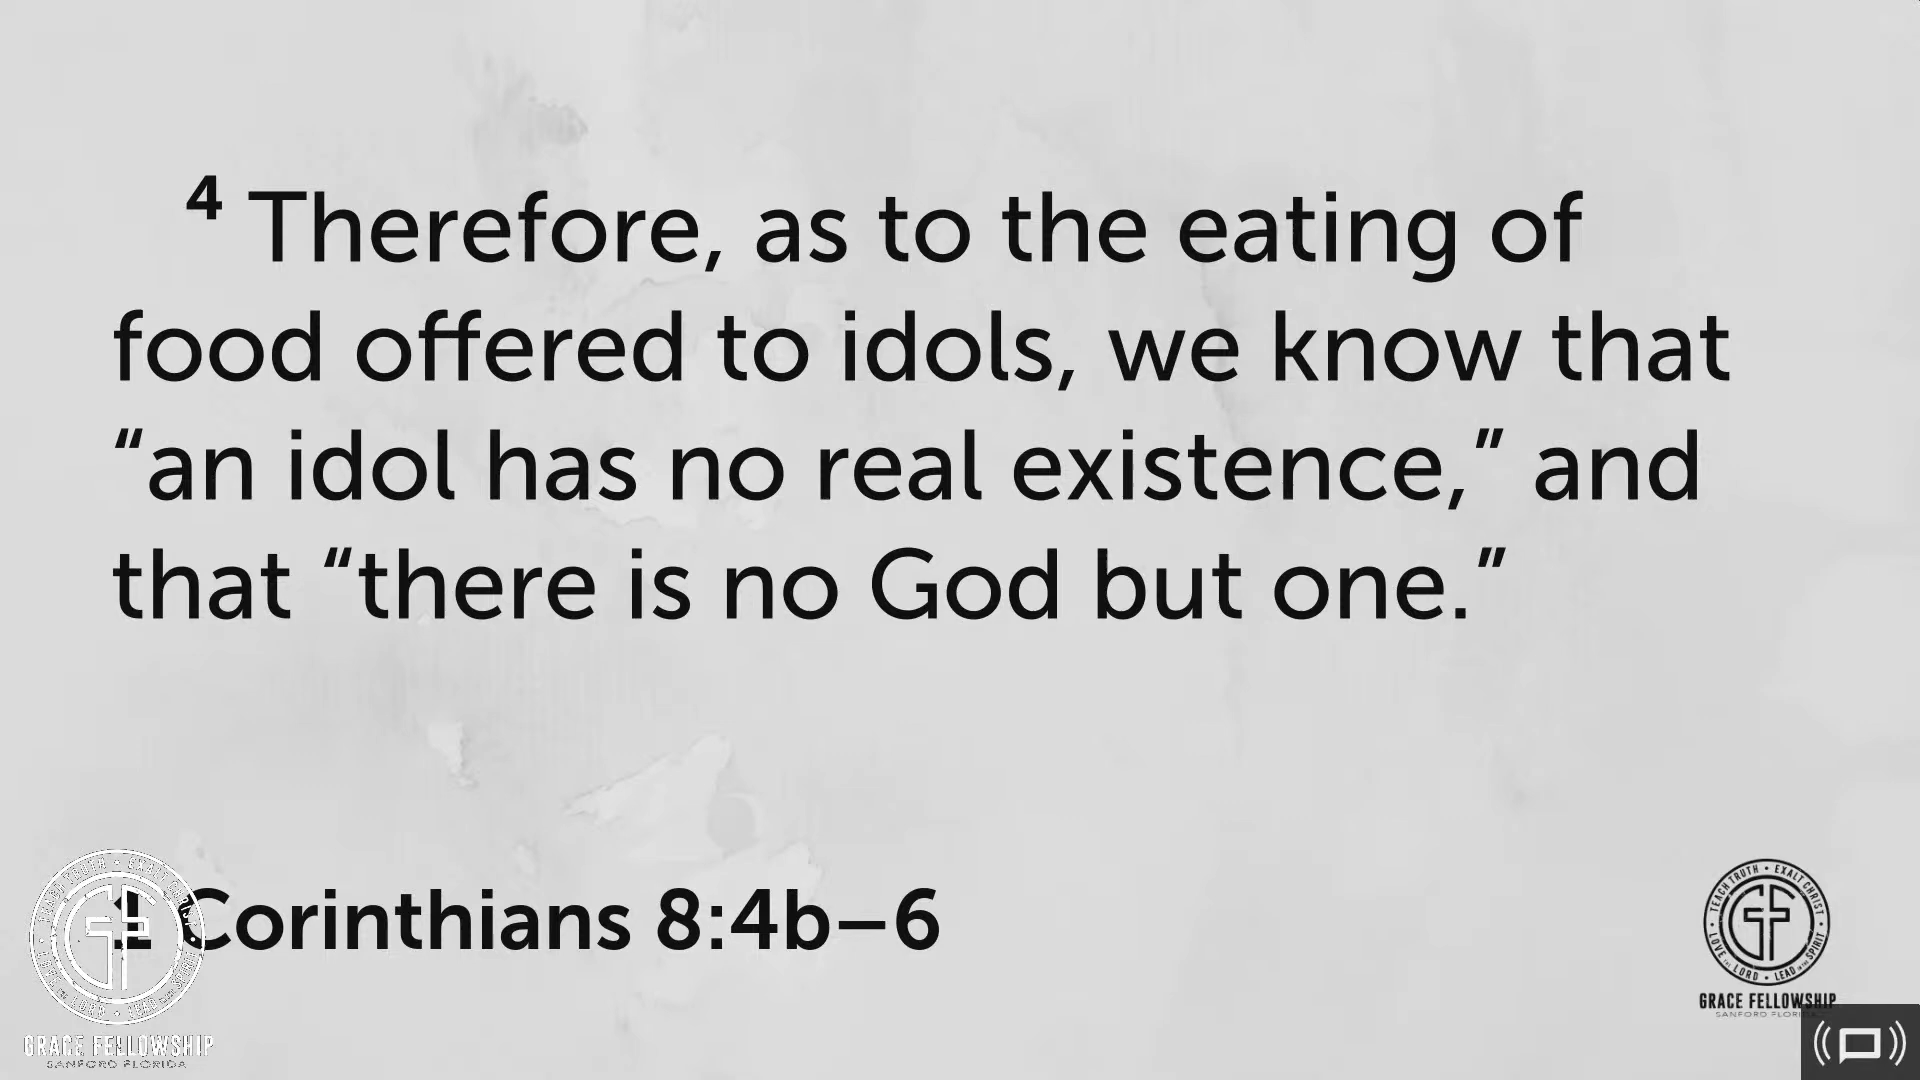 4 Therefore, as to the eating of
food offered to idols, we know that
“an idol has no real existence,” and
that “there is no God but one.”
1 Corinthians 8:4b–6
TEACH TRUTH • EXALT CHRIST
LOVE THE LORD • LEAD IN THE SPIRIT
GRACE FELLOWSHIP
SANFORD FLORIDA
GRACE FELLOWSHIP
SANFORD FLORIDA